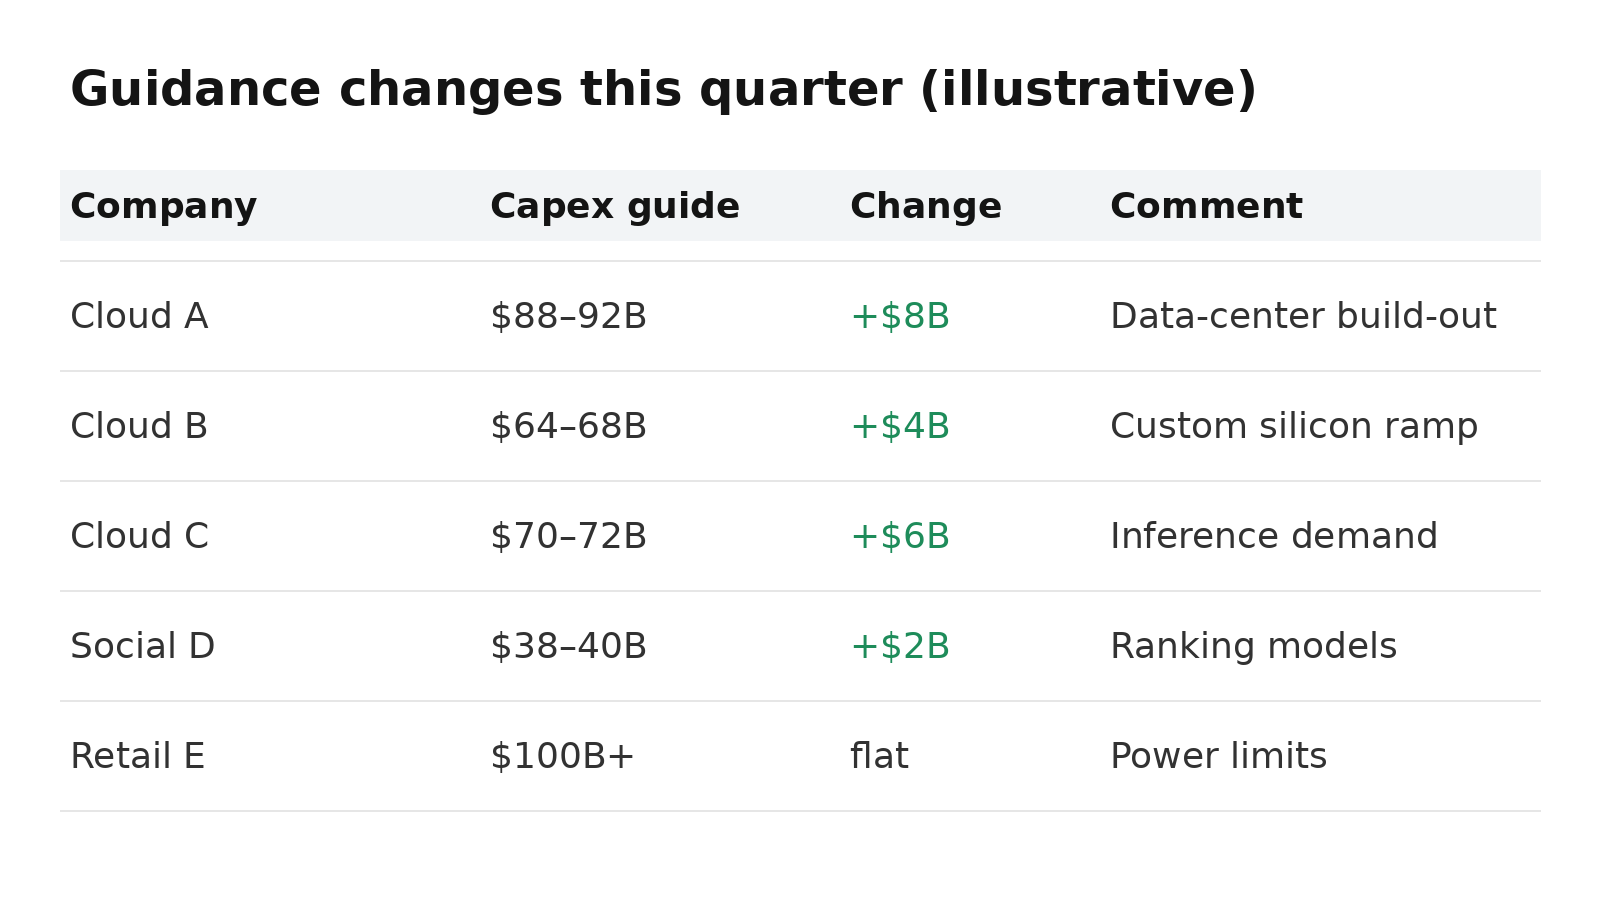 Guidance changes this quarter (illustrative)
Company Capex guide Change Comment
Cloud A $88–92B +$8B Data-center build-out
Cloud B $64–68B +$4B Custom silicon ramp
Cloud C $70–72B +$6B Inference demand
Social D $38–40B +$2B Ranking models
Retail E $100B+ flat Power limits